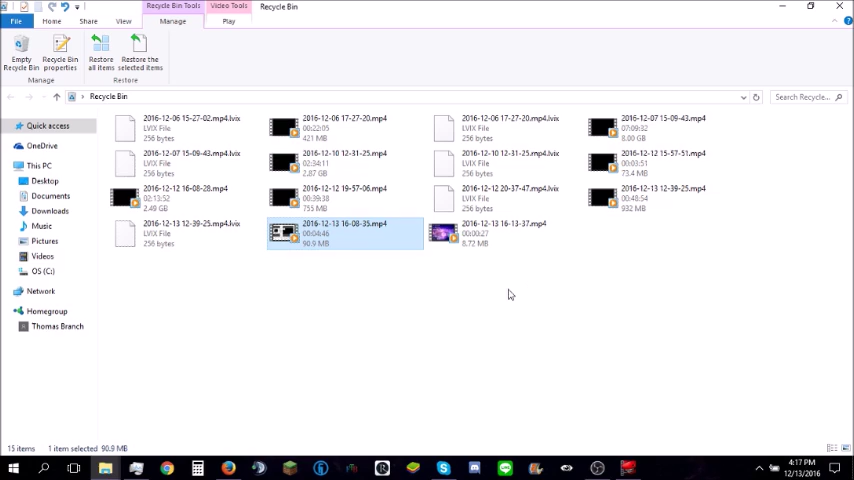 Recycle Bin Tools
Video Tools
Recycle Bin
File
Home
Share
View
Manage
Play
Empty
Recycle Bin
Recycle Bin
properties
Restore
all items
Restore the
selected items
Manage
Restore
Recycle Bin
Search Recycle...
Quick access
OneDrive
This PC
Desktop
Documents
Downloads
Music
Pictures
Videos
OS (C:)
Network
Homegroup
Thomas Branch
2016-12-06 15-27-02.mp4.lvix
LVIX File
256 bytes
2016-12-06 17-27-20.mp4
00:22:05
421 MB
2016-12-06 17-27-20.mp4.lvix
LVIX File
256 bytes
2016-12-07 15-09-43.mp4
07:09:32
8.00 GB
2016-12-07 15-09-43.mp4.lvix
LVIX File
256 bytes
2016-12-10 12-31-25.mp4
02:34:11
2.87 GB
2016-12-10 12-31-25.mp4.lvix
LVIX File
256 bytes
2016-12-12 15-57-51.mp4
00:03:51
73.4 MB
2016-12-12 16-08-28.mp4
02:13:52
2.49 GB
2016-12-12 19-57-06.mp4
00:39:38
755 MB
2016-12-12 20-37-47.mp4.lvix
LVIX File
256 bytes
2016-12-13 12-39-25.mp4
00:48:54
932 MB
2016-12-13 12-39-25.mp4.lvix
LVIX File
256 bytes
2016-12-13 16-08-35.mp4
00:04:46
90.9 MB
2016-12-13 16-13-37.mp4
00:00:27
8.72 MB
15 items
1 item selected 90.9 MB
4:17 PM
12/13/2016